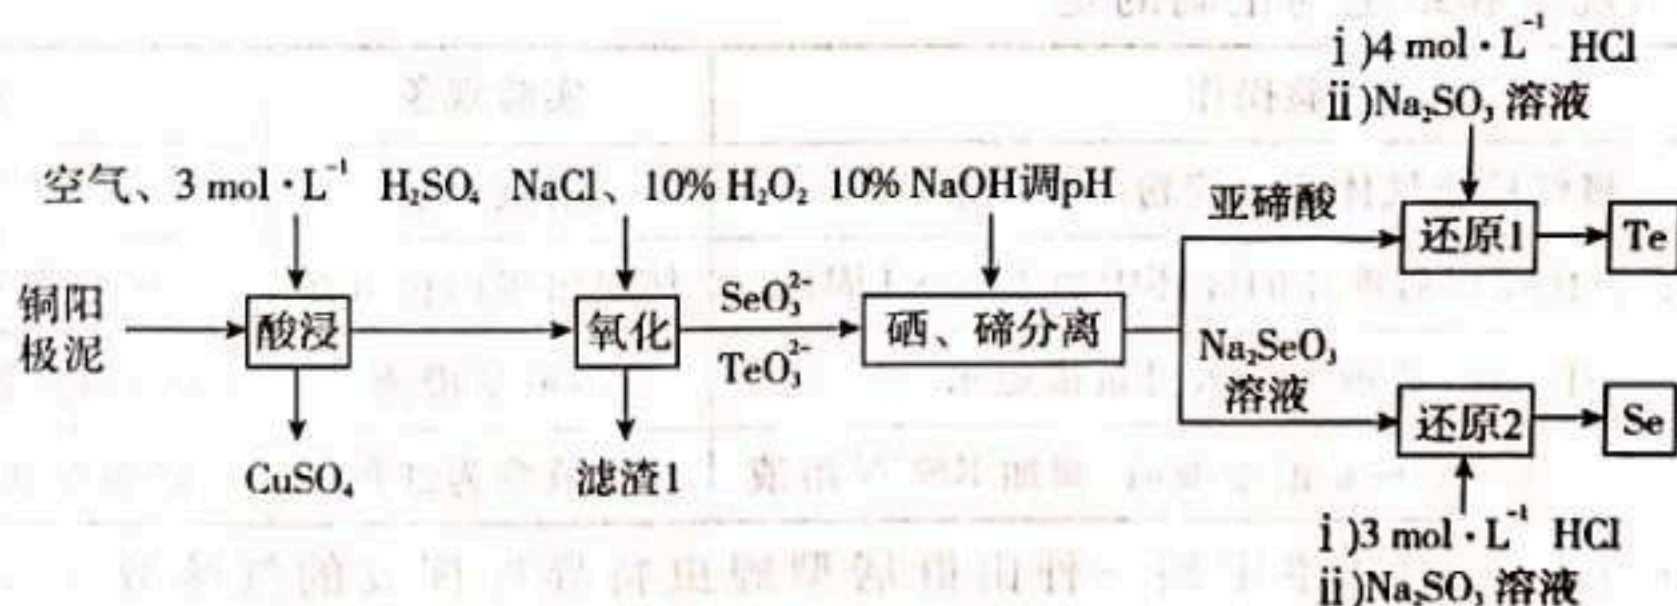 ⅰ)4 mol·L⁻¹ HCl
ⅱ)Na₂SO₃ 溶液
空气、3 mol·L⁻¹ H₂SO₄ NaCl、10% H₂O₂ 10% NaOH调pH
亚碲酸
还原1
Te
铜阳
极泥
酸浸
氧化
SeO₃²⁻
TeO₃²⁻
硒、碲分离
Na₂SeO₃
溶液
还原2
Se
CuSO₄
滤渣1
ⅰ)3 mol·L⁻¹ HCl
ⅱ)Na₂SO₃ 溶液